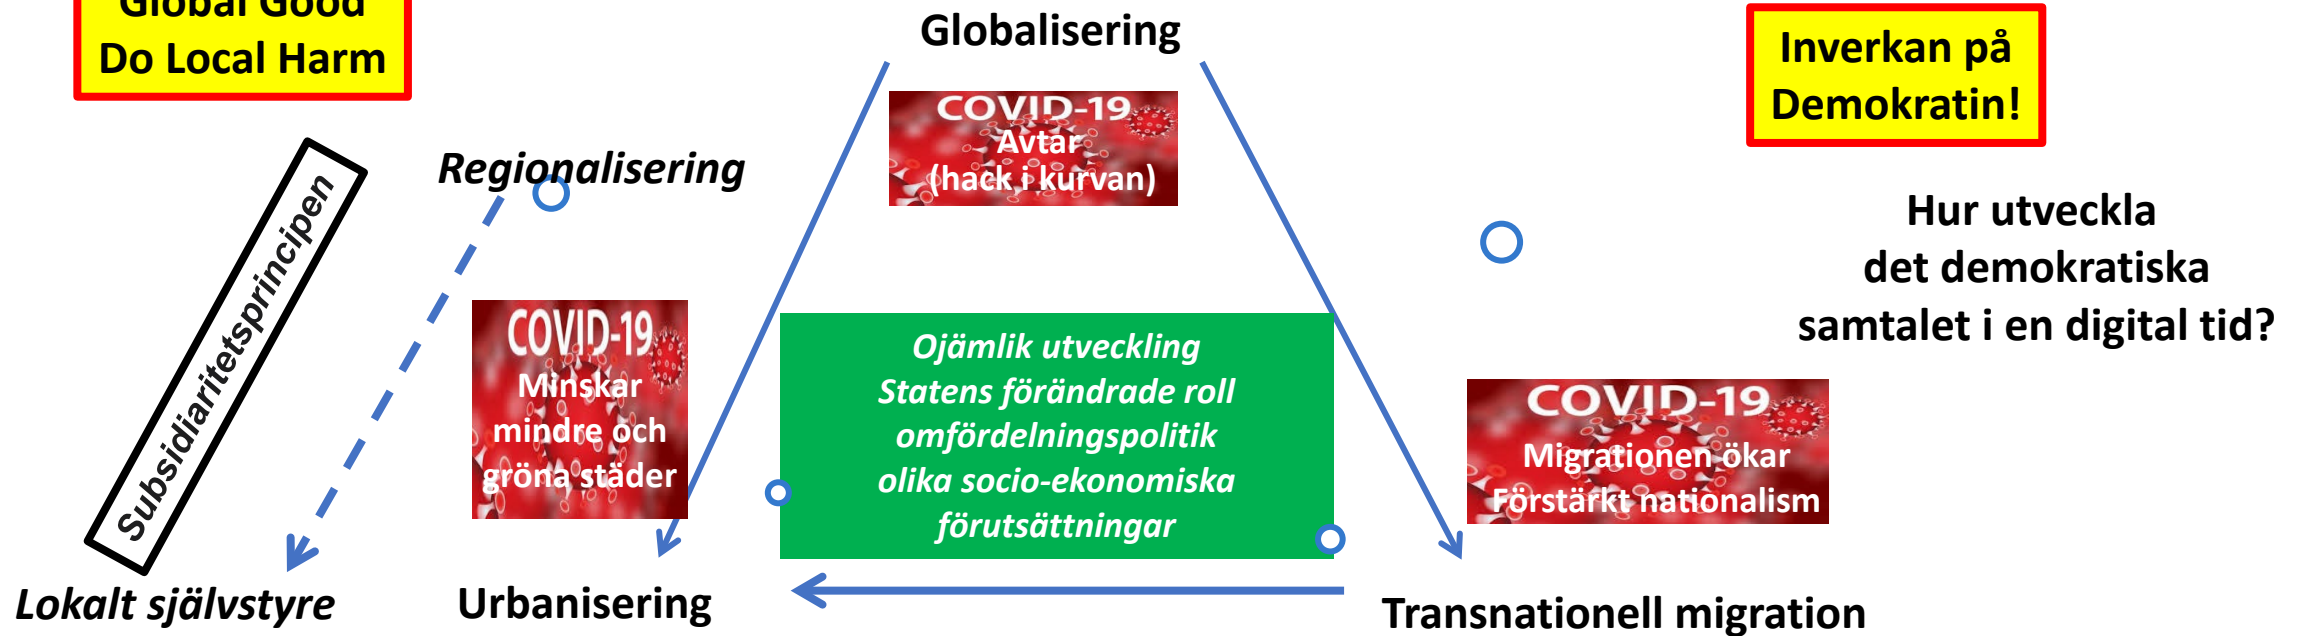 Global Good
Do Local Harm
Globalisering
Inverkan på
Demokratin!
COVID-19
Avtar
(hack i kurvan)
Regionalisering
Subsidiaritetsprincipen
Hur utveckla
det demokratiska
samtalet i en digital tid?
COVID-19
Minskar
mindre och
gröna städer
Ojämlik utveckling
Statens förändrade roll
omfördelningspolitik
olika socio-ekonomiska
förutsättningar
COVID-19
Migrationen ökar
Förstärkt nationalism
Lokalt självstyre
Urbanisering
Transnationell migration